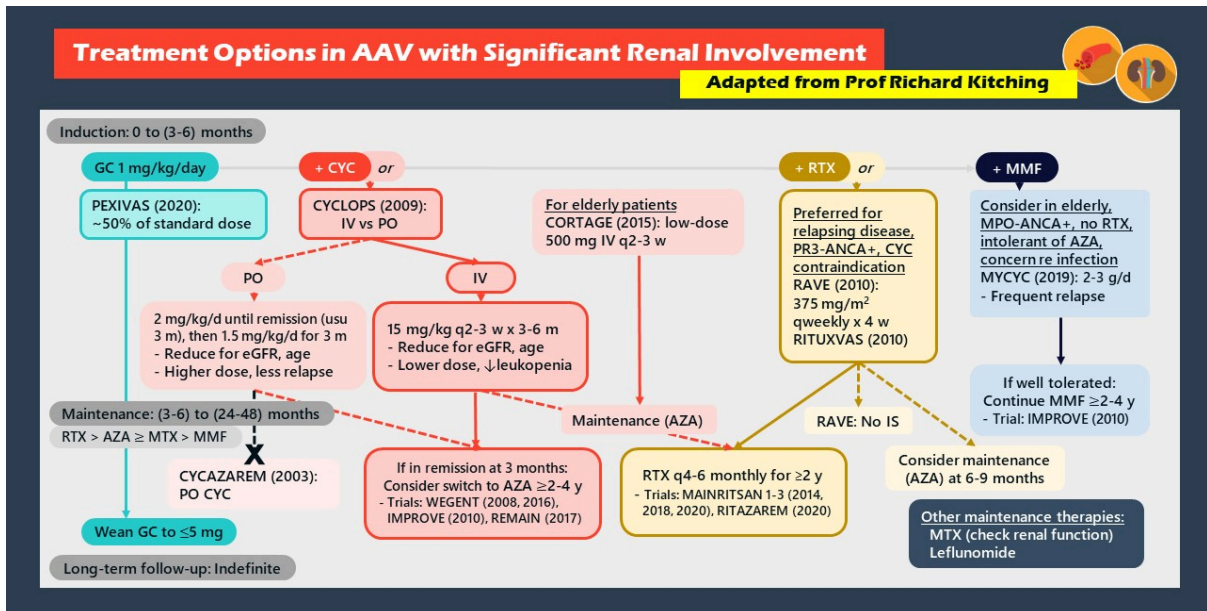 Treatment Options in AAV with Significant Renal Involvement
Adapted from Prof Richard Kitching
Induction: 0 to (3-6) months
GC 1 mg/kg/day
+ CYC
or
+ RTX
or
+ MMF
PEXIVAS (2020):
~50% of standard dose
CYCLOPS (2009):
IV vs PO
For elderly patients
CORTAGE (2015): low-dose
500 mg IV q2-3 w
Preferred for
relapsing disease,
PR3-ANCA+, CYC
contraindication
RAVE (2010):
375 mg/m²
qweekly x 4 w
RITUXVAS (2010)
Consider in elderly,
MPO-ANCA+, no RTX,
intolerant of AZA,
concern re infection
MYCYC (2019): 2-3 g/d
- Frequent relapse
PO
IV
2 mg/kg/d until remission (usu
3 m), then 1.5 mg/kg/d for 3 m
- Reduce for eGFR, age
- Higher dose, less relapse
15 mg/kg q2-3 w x 3-6 m
- Reduce for eGFR, age
- Lower dose, ↓leukopenia
If well tolerated:
Continue MMF ≥2-4 y
- Trial: IMPROVE (2010)
Maintenance: (3-6) to (24-48) months
RTX > AZA ≥ MTX > MMF
Maintenance (AZA)
RAVE: No IS
X
CYCAZAREM (2003):
PO CYC
If in remission at 3 months:
Consider switch to AZA ≥2-4 y
- Trials: WEGENT (2008, 2016),
IMPROVE (2010), REMAIN (2017)
RTX q4-6 monthly for ≥2 y
- Trials: MAINRITSAN 1-3 (2014,
2018, 2020), RITAZAREM (2020)
Consider maintenance
(AZA) at 6-9 months
Wean GC to ≤5 mg
Other maintenance therapies:
MTX (check renal function)
Leflunomide
Long-term follow-up: Indefinite